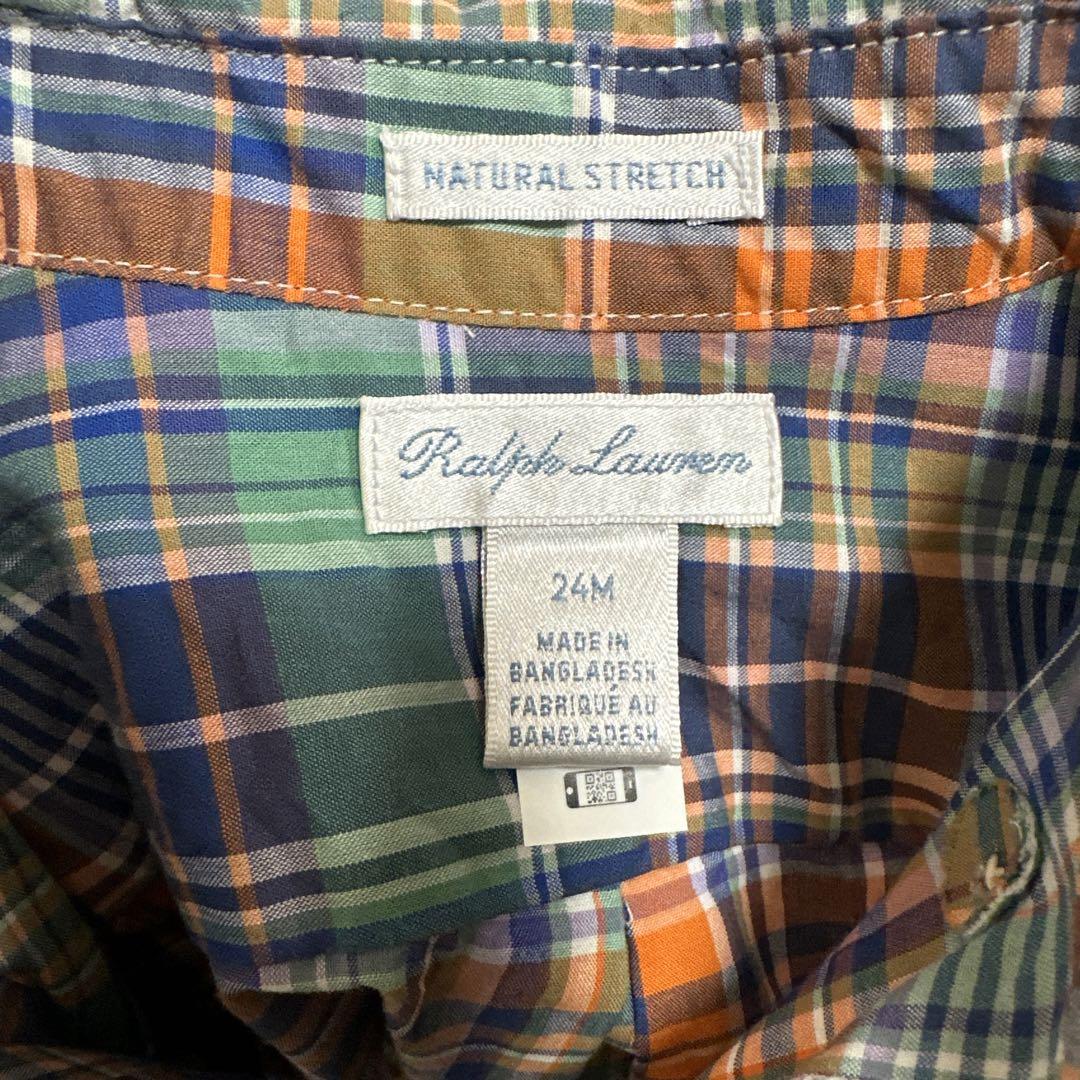 NATURAL STRETCH
Ralph Lauren
24M
MADE IN
BANGLADESH
FABRIQUÉ AU
BANGLADESH